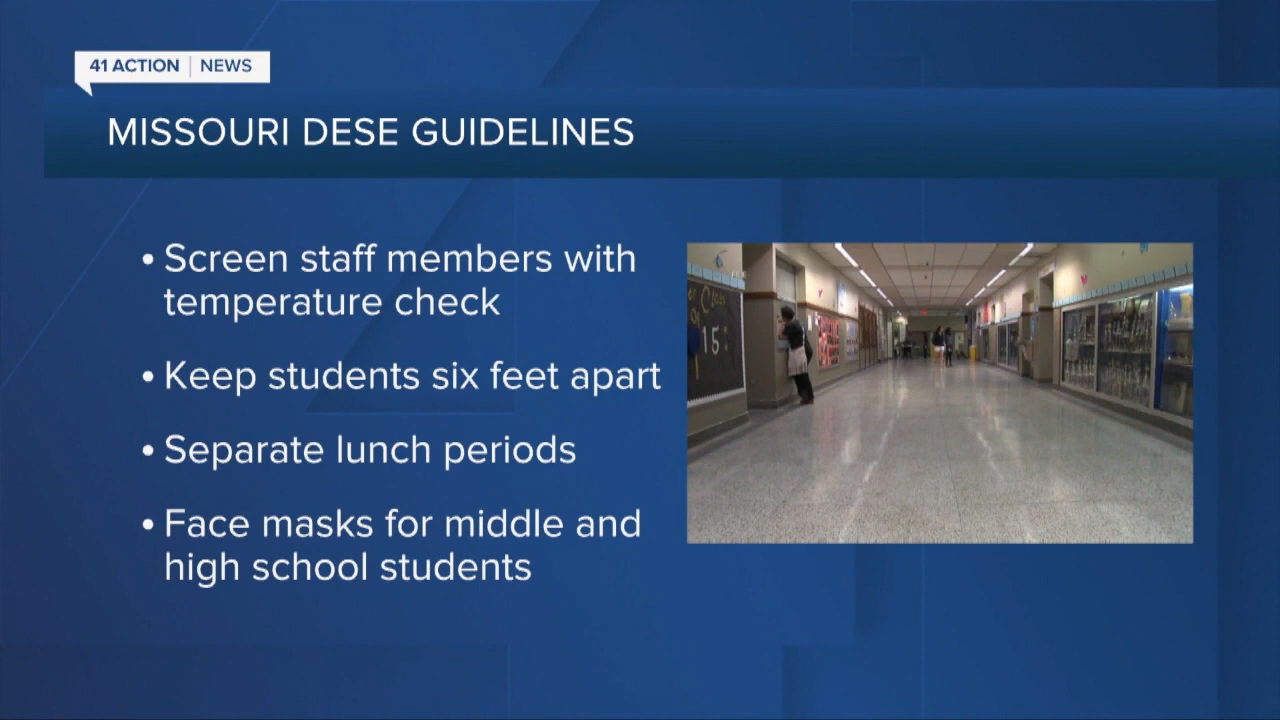 41 ACTION | NEWS
MISSOURI DESE GUIDELINES
• Screen staff members with
temperature check
• Keep students six feet apart
• Separate lunch periods
• Face masks for middle and
high school students
15